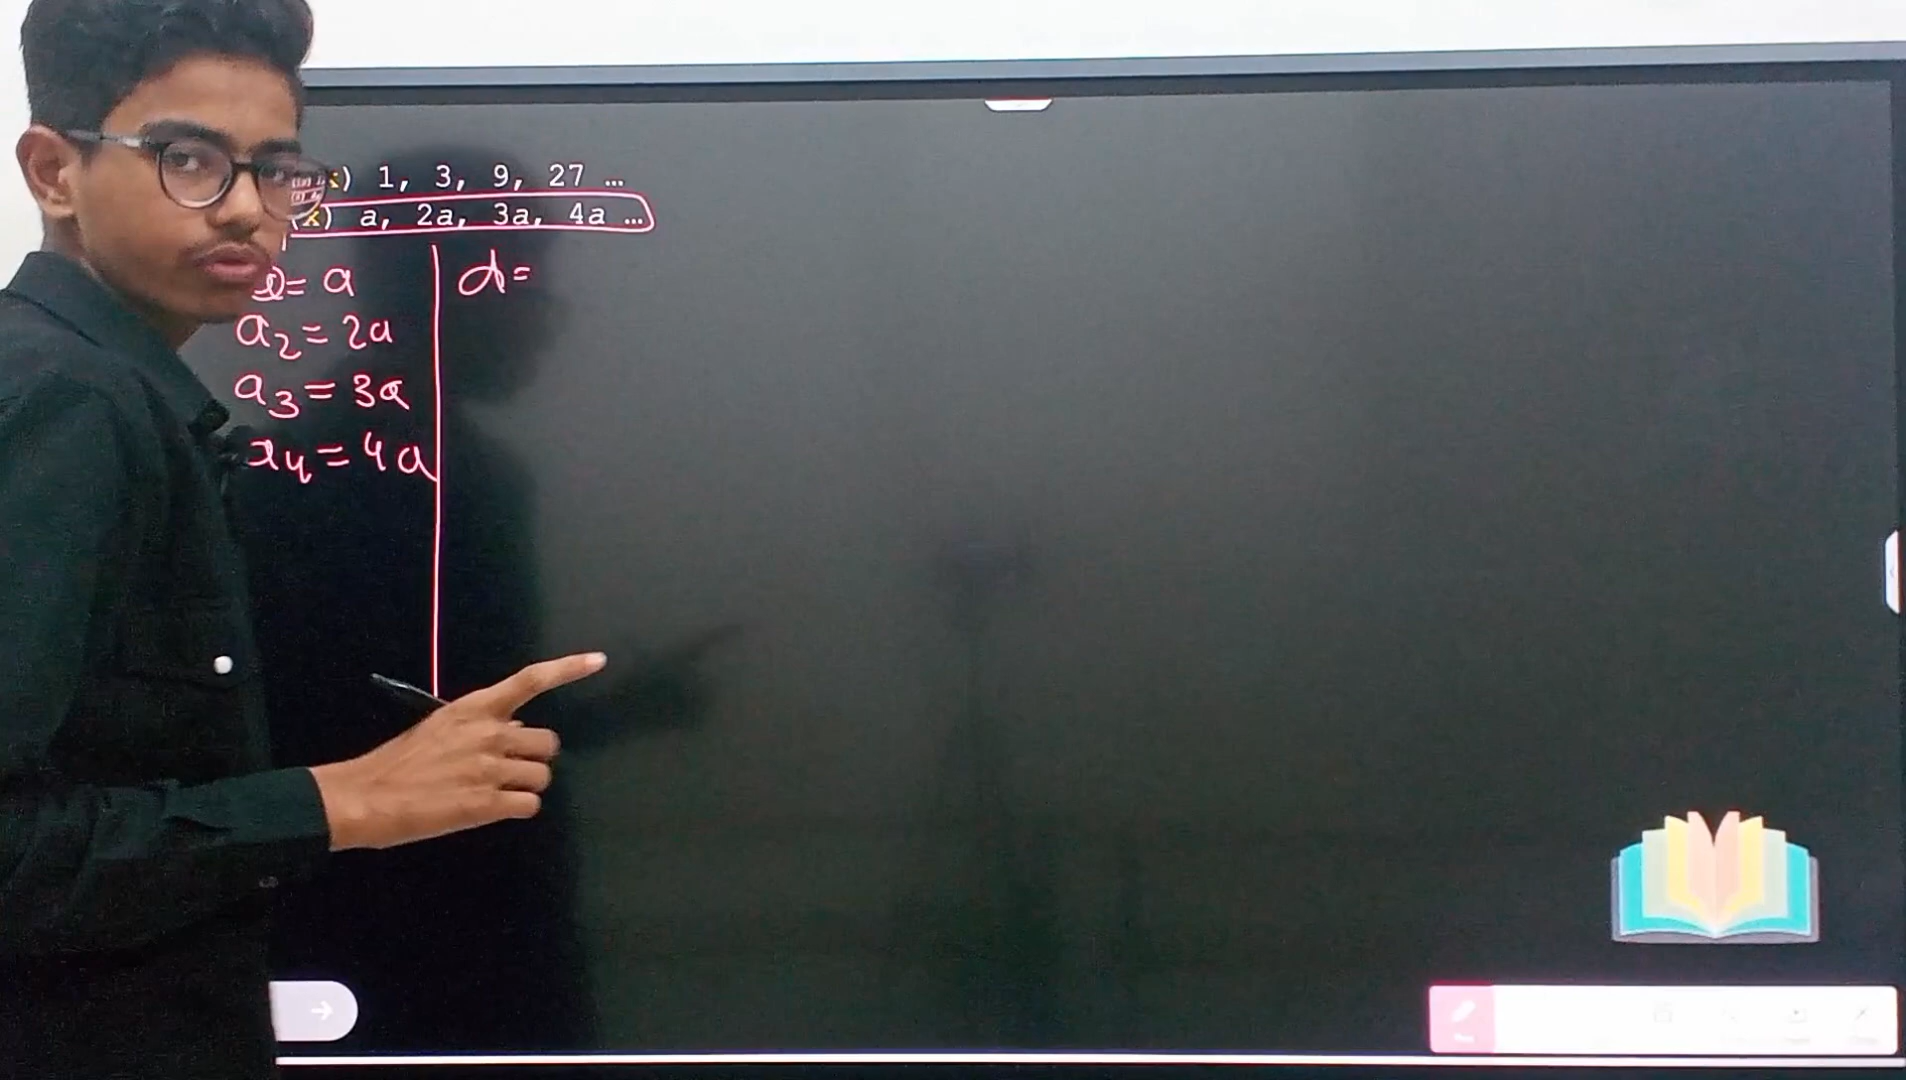 x) 1, 3, 9, 27 ...
(x) a, 2a, 3a, 4a ...
= a
d=
a2 = 2a
a3 = 3a
a4 = 4a